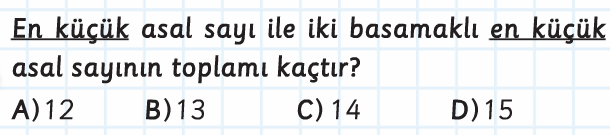 En küçük asal sayı ile iki basamaklı en küçük
asal sayının toplamı kaçtır?
A) 12 B) 13 C) 14 D) 15